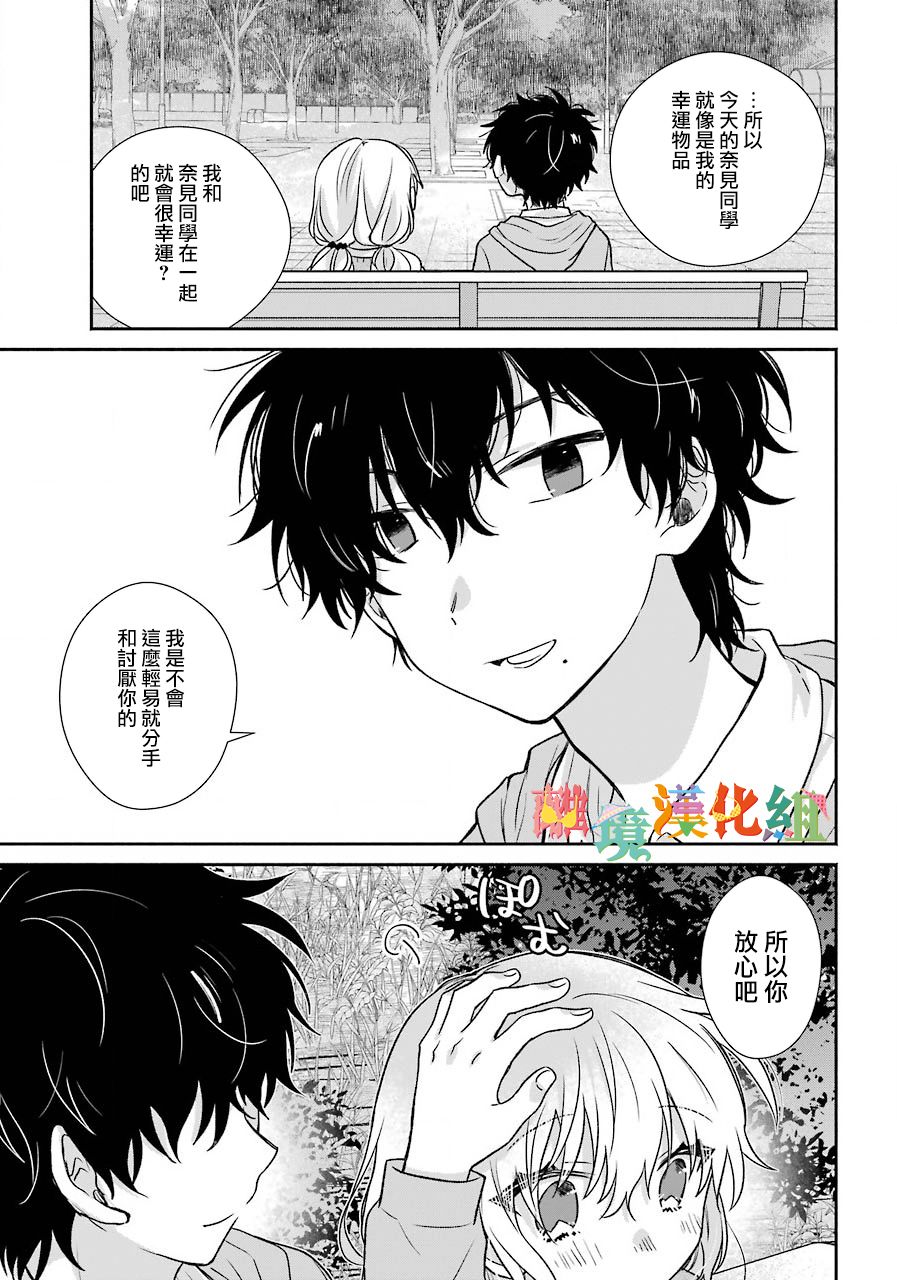 …所以
今天的奈見同學
就像是我的
幸運物品
我和
奈見同學在一起
就會很幸運？
的吧
我是不會
這麼輕易就分手
和討厭你的
離境漢化組
所以你
放心吧
ぽむ